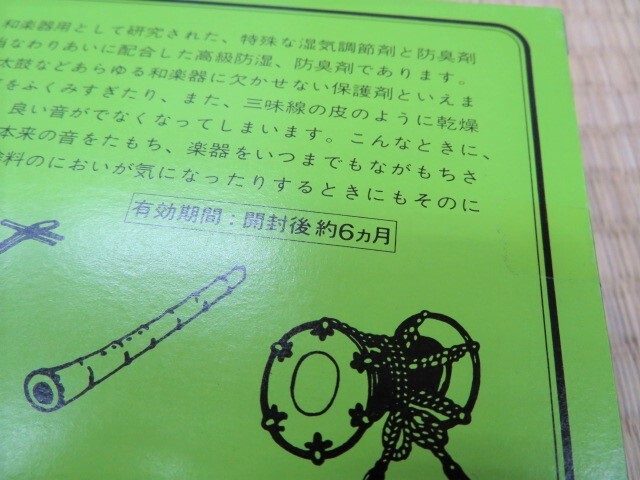 和楽器用として研究された、特殊な湿気調節剤と防臭剤
なわりあいに配合した高級防湿、防臭剤であります。
太鼓などあらゆる和楽器に欠かせない保護剤といえま
をふくみすぎたり、また、三味線の皮のように乾燥
良い音がでなくなってしまいます。こんなときに、
本来の音をたもち、楽器をいつまでもながもちさ
料のにおいが気になったりするときにもそのに
有効期間：開封後約6ヵ月